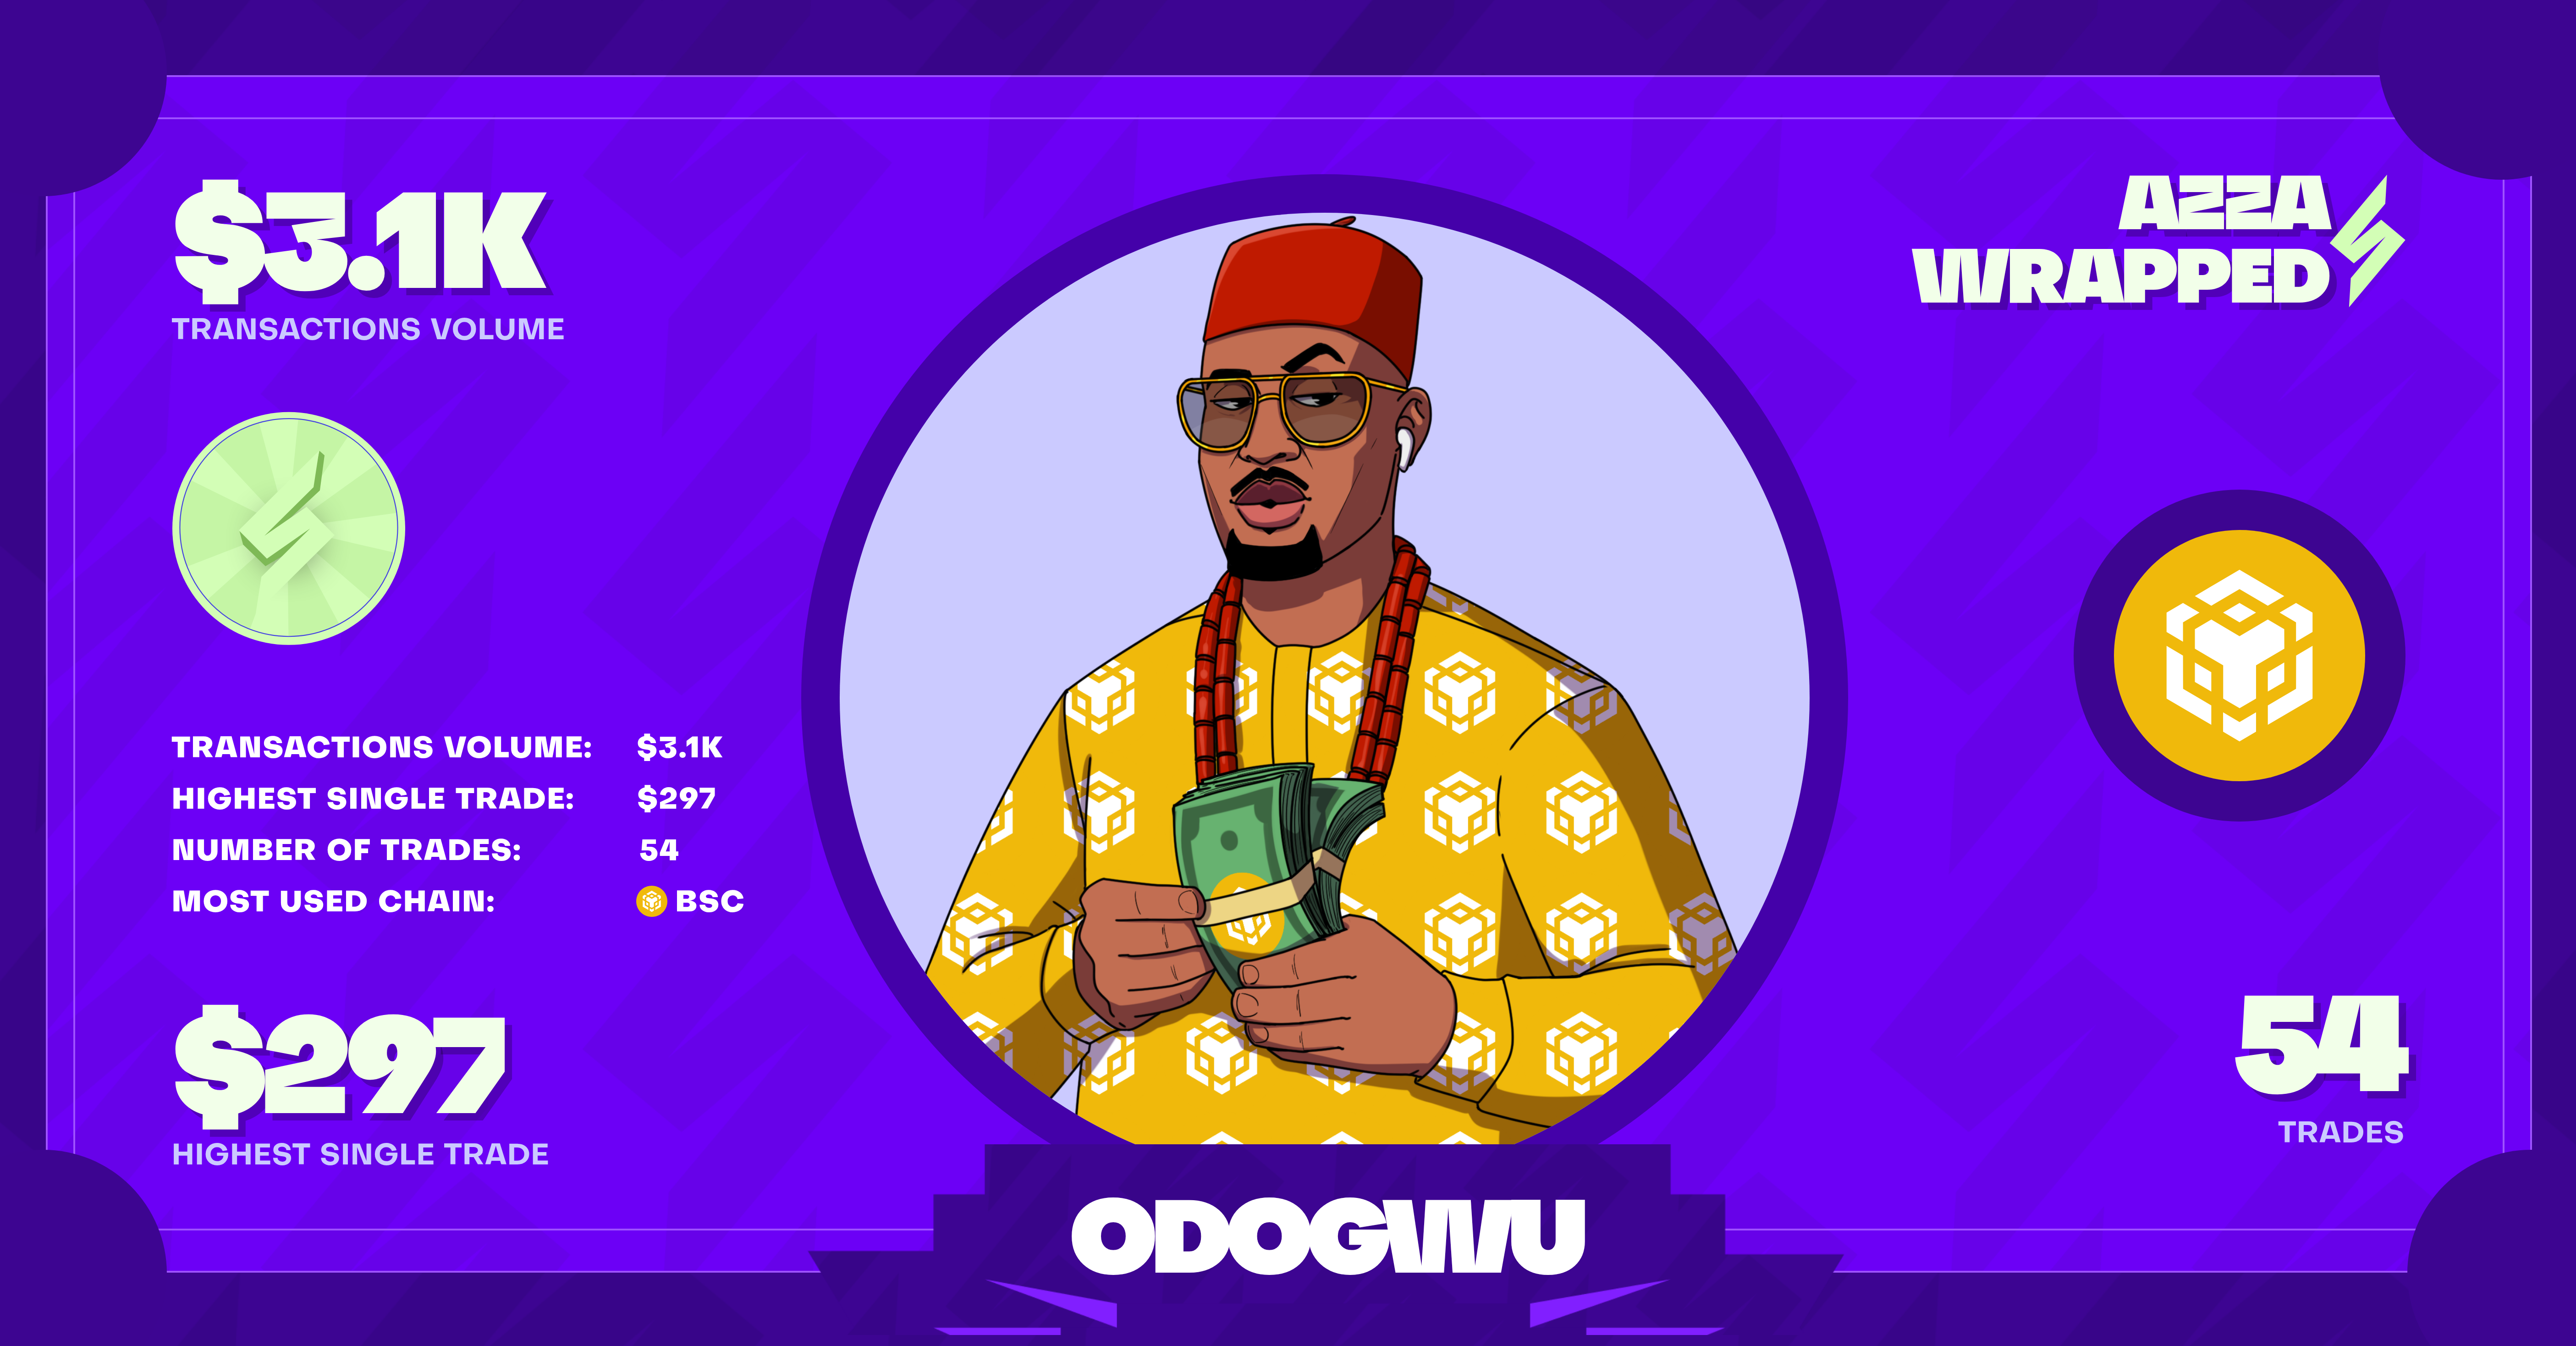 $3.1K
TRANSACTIONS VOLUME
AZZA
WRAPPED
TRANSACTIONS VOLUME: $3.1K
HIGHEST SINGLE TRADE: $297
NUMBER OF TRADES: 54
MOST USED CHAIN: BSC
$297
HIGHEST SINGLE TRADE
54
TRADES
ODOGWU